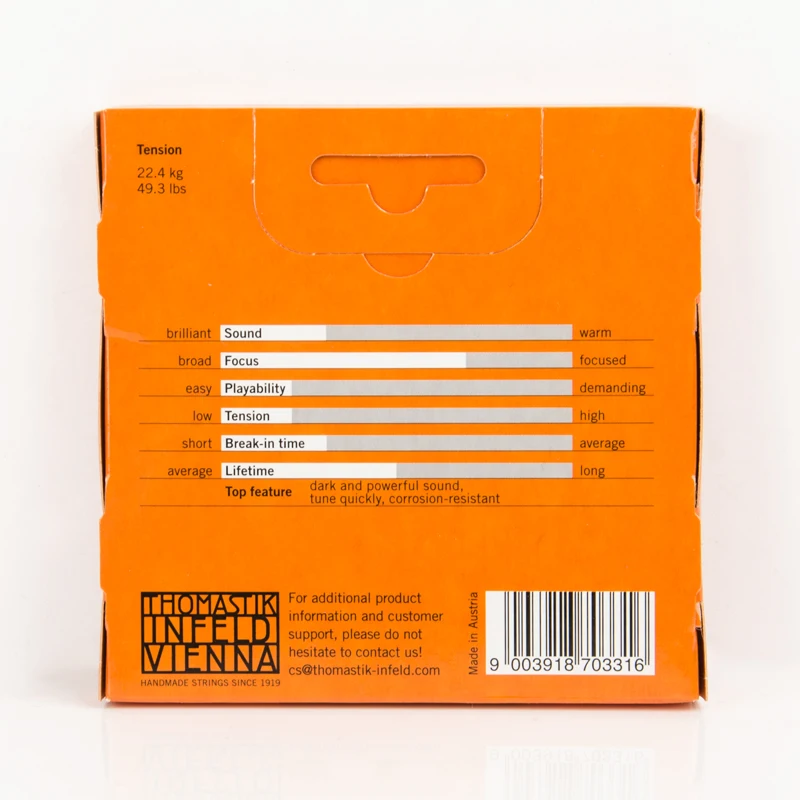 Tension
22.4 kg
49.3 lbs
brilliant Sound warm
broad Focus focused
easy Playability demanding
low Tension high
short Break-in time average
average Lifetime long
Top feature dark and powerful sound,
tune quickly, corrosion-resistant
THOMASTIK
INFELD
VIENNA
HANDMADE STRINGS SINCE 1919
For additional product
information and customer
support, please do not
hesitate to contact us!
cs@thomastik-infeld.com
Made in Austria
9 003918 703316